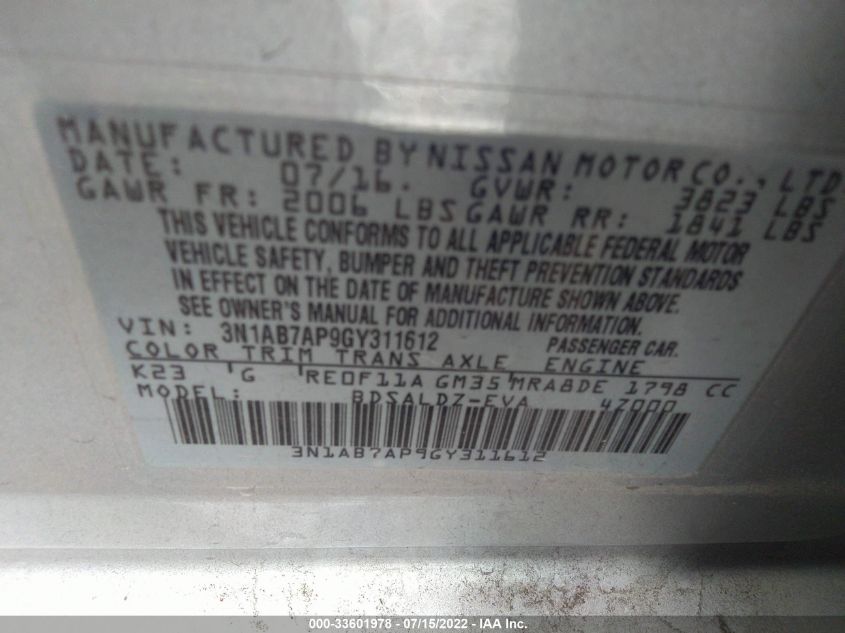 MANUFACTURED BY NISSAN MOTOR CO., LTD
DATE: 07/16. GVWR: 3823 LBS
GAWR FR: 2006 LBS GAWR RR: 1841 LBS
THIS VEHICLE CONFORMS TO ALL APPLICABLE FEDERAL MOTOR
VEHICLE SAFETY, BUMPER AND THEFT PREVENTION STANDARDS
IN EFFECT ON THE DATE OF MANUFACTURE SHOWN ABOVE.
SEE OWNER'S MANUAL FOR ADDITIONAL INFORMATION.
VIN: 3N1AB7AP9GY311612 PASSENGER CAR.
COLOR TRIM TRANS AXLE ENGINE
K23 G RE0F11A GM35 MRA8DE 1798 CC
MODEL: BDSALDZ-EVA 47000
3N1AB7AP9GY311612
000-33601978 - 07/15/2022 - IAA Inc.